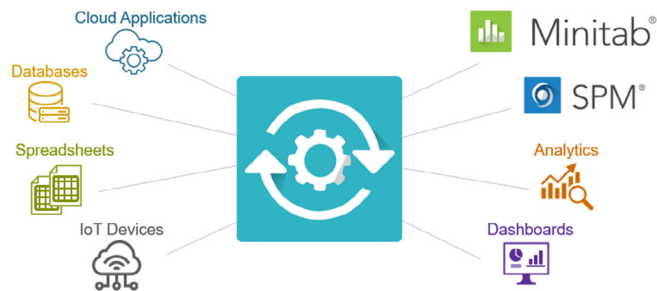 Cloud Applications
Databases
Spreadsheets
IoT Devices
Minitab®
SPM®
Analytics
Dashboards